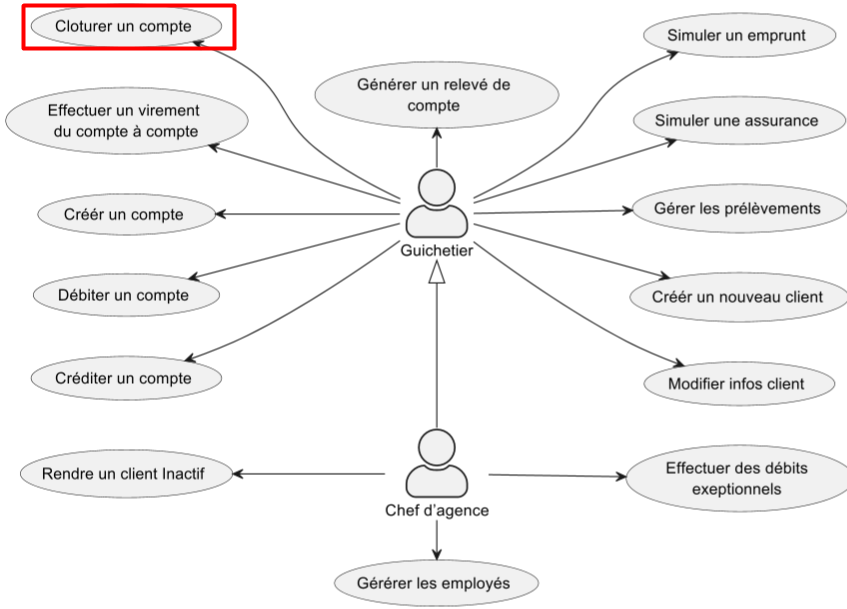 Cloturer un compte
Simuler un emprunt
Générer un relevé de
compte
Effectuer un virement
du compte à compte
Simuler une assurance
Créér un compte
Gérer les prélèvements
Guichetier
Débiter un compte
Créér un nouveau client
Créditer un compte
Modifier infos client
Rendre un client Inactif
Effectuer des débits
exeptionnels
Chef d'agence
Gérérer les employés